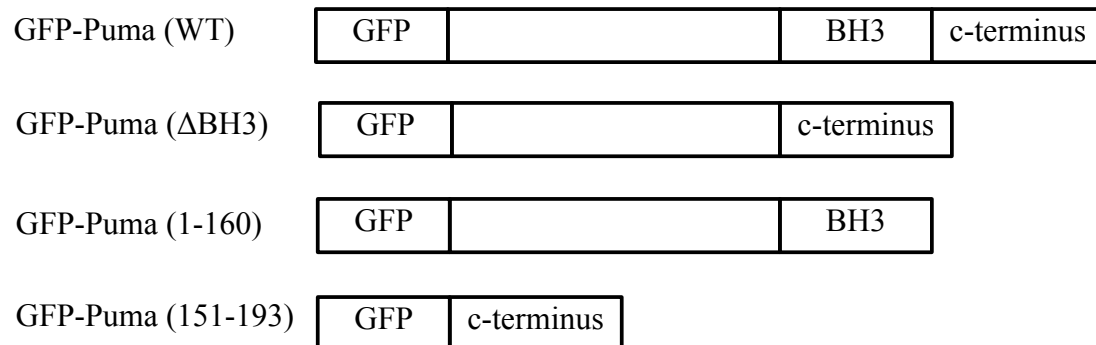 GFP-Puma (WT) GFP BH3 c-terminus
GFP-Puma (ΔBH3) GFP c-terminus
GFP-Puma (1-160) GFP BH3
GFP-Puma (151-193) GFP c-terminus